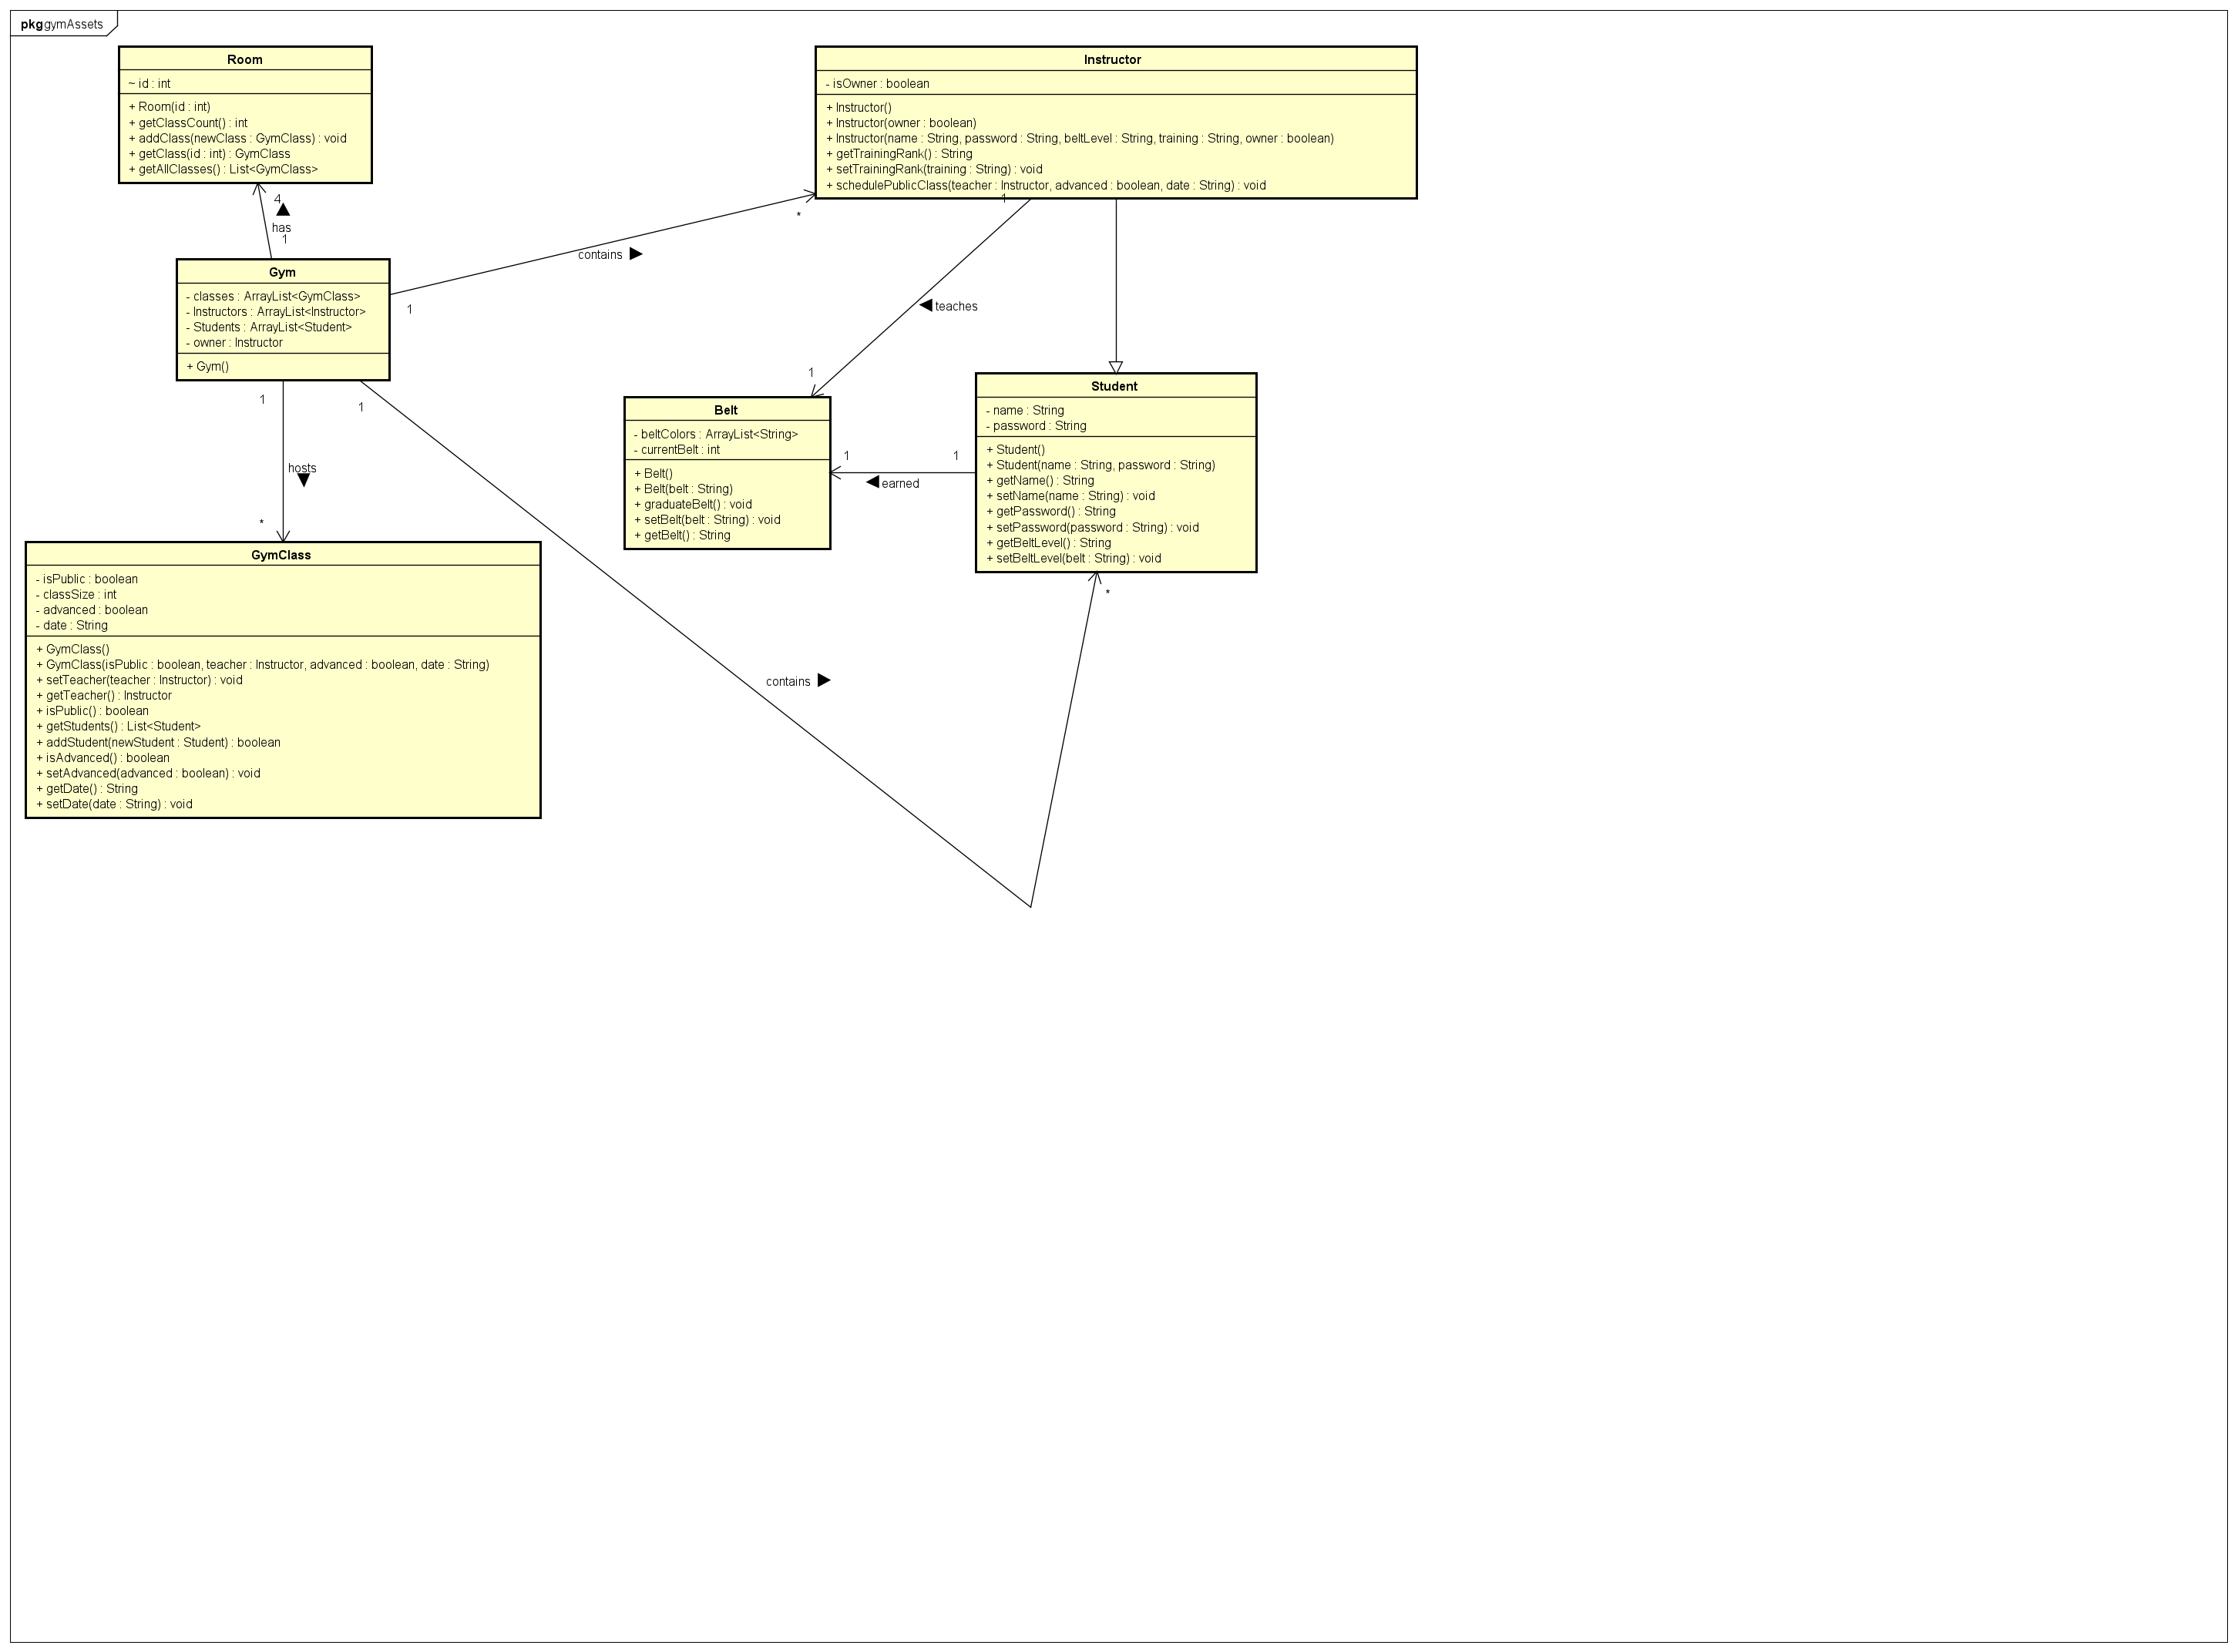 pkg gymAssets
Room
~ id : int
+ Room(id : int)
+ getClassCount() : int
+ addClass(newClass : GymClass) : void
+ getClass(id : int) : GymClass
+ getAllClasses() : List<GymClass>
Instructor
- isOwner : boolean
+ Instructor()
+ Instructor(owner : boolean)
+ Instructor(name : String, password : String, beltLevel : String, training : String, owner : boolean)
+ getTrainingRank() : String
+ setTrainingRank(training : String) : void
+ schedulePublicClass(teacher : Instructor, advanced : boolean, date : String) : void
4
has
1
1
*
contains
1
Gym
- classes : ArrayList<GymClass>
- Instructors : ArrayList<Instructor>
- Students : ArrayList<Student>
- owner : Instructor
+ Gym()
teaches
1
1
1
hosts
*
Belt
- beltColors : ArrayList<String>
- currentBelt : int
+ Belt()
+ Belt(belt : String)
+ graduateBelt() : void
+ setBelt(belt : String) : void
+ getBelt() : String
1
1
earned
Student
- name : String
- password : String
+ Student()
+ Student(name : String, password : String)
+ getName() : String
+ setName(name : String) : void
+ getPassword() : String
+ setPassword(password : String) : void
+ getBeltLevel() : String
+ setBeltLevel(belt : String) : void
*
contains
GymClass
- isPublic : boolean
- classSize : int
- advanced : boolean
- date : String
+ GymClass()
+ GymClass(isPublic : boolean, teacher : Instructor, advanced : boolean, date : String)
+ setTeacher(teacher : Instructor) : void
+ getTeacher() : Instructor
+ isPublic() : boolean
+ getStudents() : List<Student>
+ addStudent(newStudent : Student) : boolean
+ isAdvanced() : boolean
+ setAdvanced(advanced : boolean) : void
+ getDate() : String
+ setDate(date : String) : void